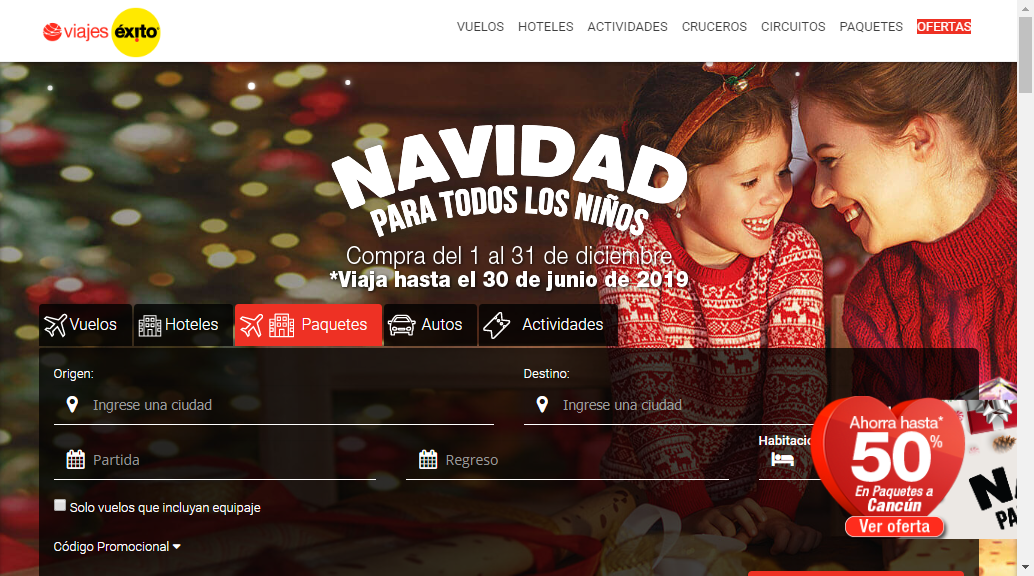 viajes éxito
VUELOS HOTELES ACTIVIDADES CRUCEROS CIRCUITOS PAQUETES OFERTAS
NAVIDAD
PARA TODOS LOS NIÑOS
Compra del 1 al 31 de diciembre
*Viaja hasta el 30 de junio de 2019
Vuelos Hoteles Paquetes Autos Actividades
Origen: Destino:
Ingrese una ciudad Ingrese una ciudad
Partida Regreso
Habitacio
Solo vuelos que incluyan equipaje
Código Promocional
Ahorra hasta*
50%
En Paquetes a
Cancún
Ver oferta
NA
PA